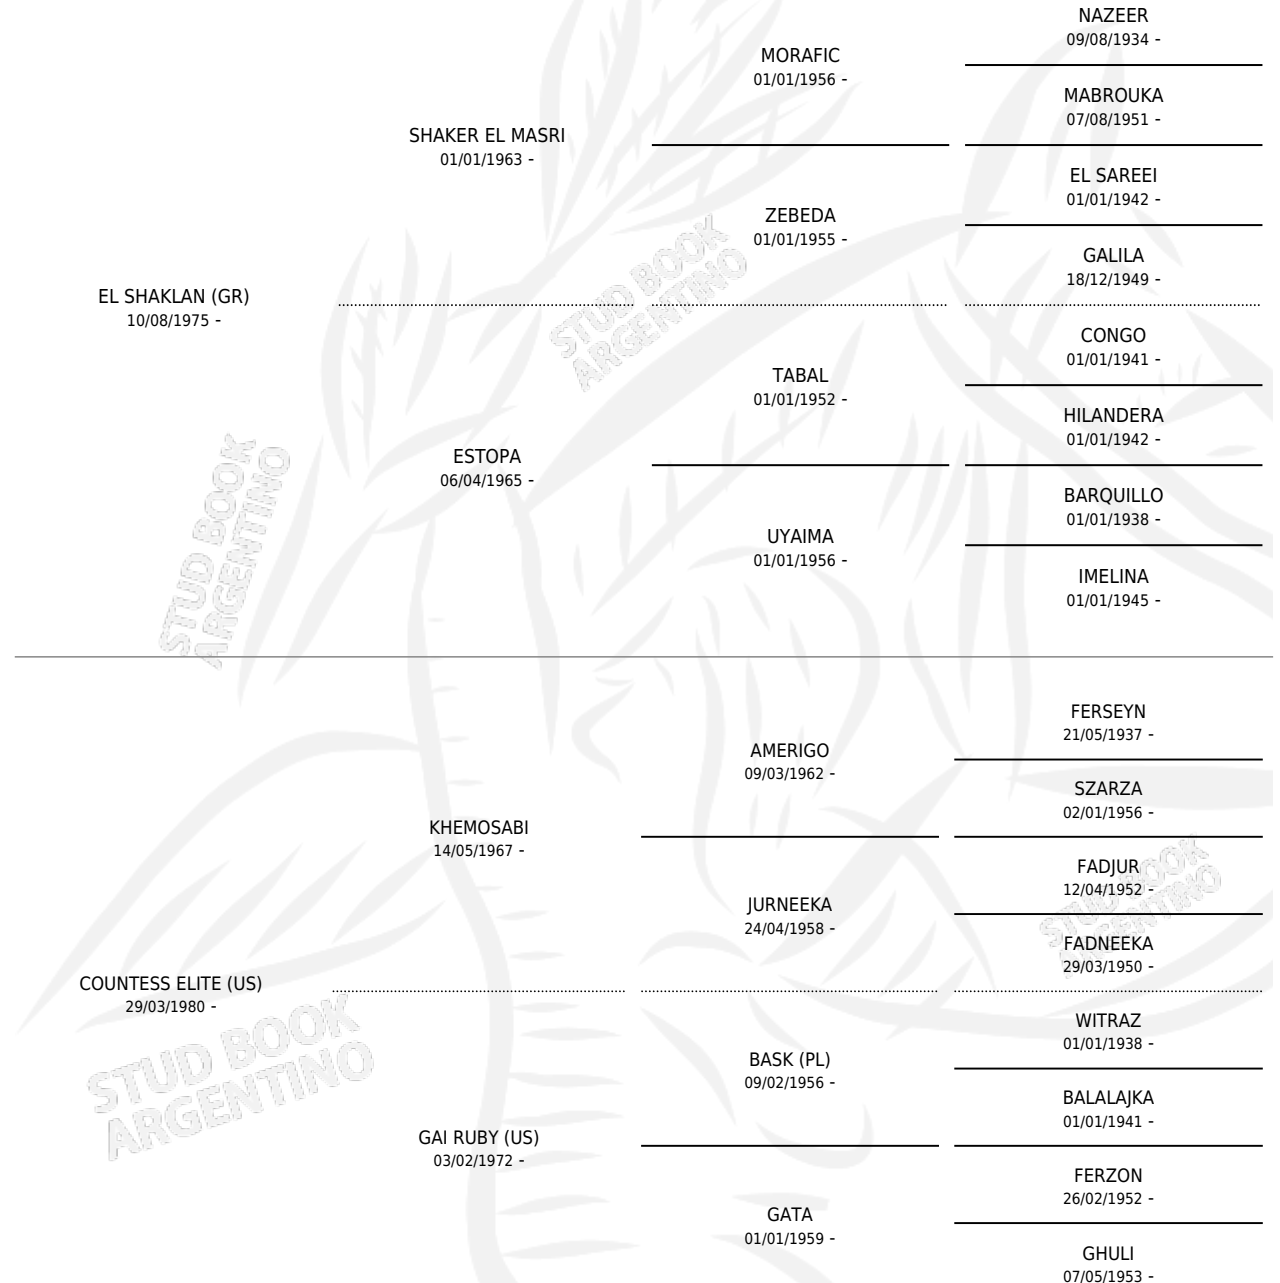 NAZEER
09/08/1934 -
MORAFIC
01/01/1956 -
MABROUKA
07/08/1951 -
SHAKER EL MASRI
01/01/1963 -
EL SAREEI
01/01/1942 -
ZEBEDA
01/01/1955 -
GALILA
18/12/1949 -
EL SHAKLAN (GR)
10/08/1975 -
CONGO
01/01/1941 -
TABAL
01/01/1952 -
HILANDERA
01/01/1942 -
ESTOPA
06/04/1965 -
BARQUILLO
01/01/1938 -
UYAIMA
01/01/1956 -
IMELINA
01/01/1945 -
STUD BOOK
ARGENTINO
STUD BOOK
ARGENTINO
FERSEYN
21/05/1937 -
AMERIGO
09/03/1962 -
SZARZA
02/01/1956 -
KHEMOSABI
14/05/1967 -
FADJUR
12/04/1952 -
JURNEEKA
24/04/1958 -
FADNEEKA
29/03/1950 -
COUNTESS ELITE (US)
29/03/1980 -
WITRAZ
01/01/1938 -
BASK (PL)
09/02/1956 -
BALALAJKA
01/01/1941 -
GAI RUBY (US)
03/02/1972 -
FERZON
26/02/1952 -
GATA
01/01/1959 -
GHULI
07/05/1953 -
STUD BOOK
ARGENTINO
STUD BOOK
ARGENTINO